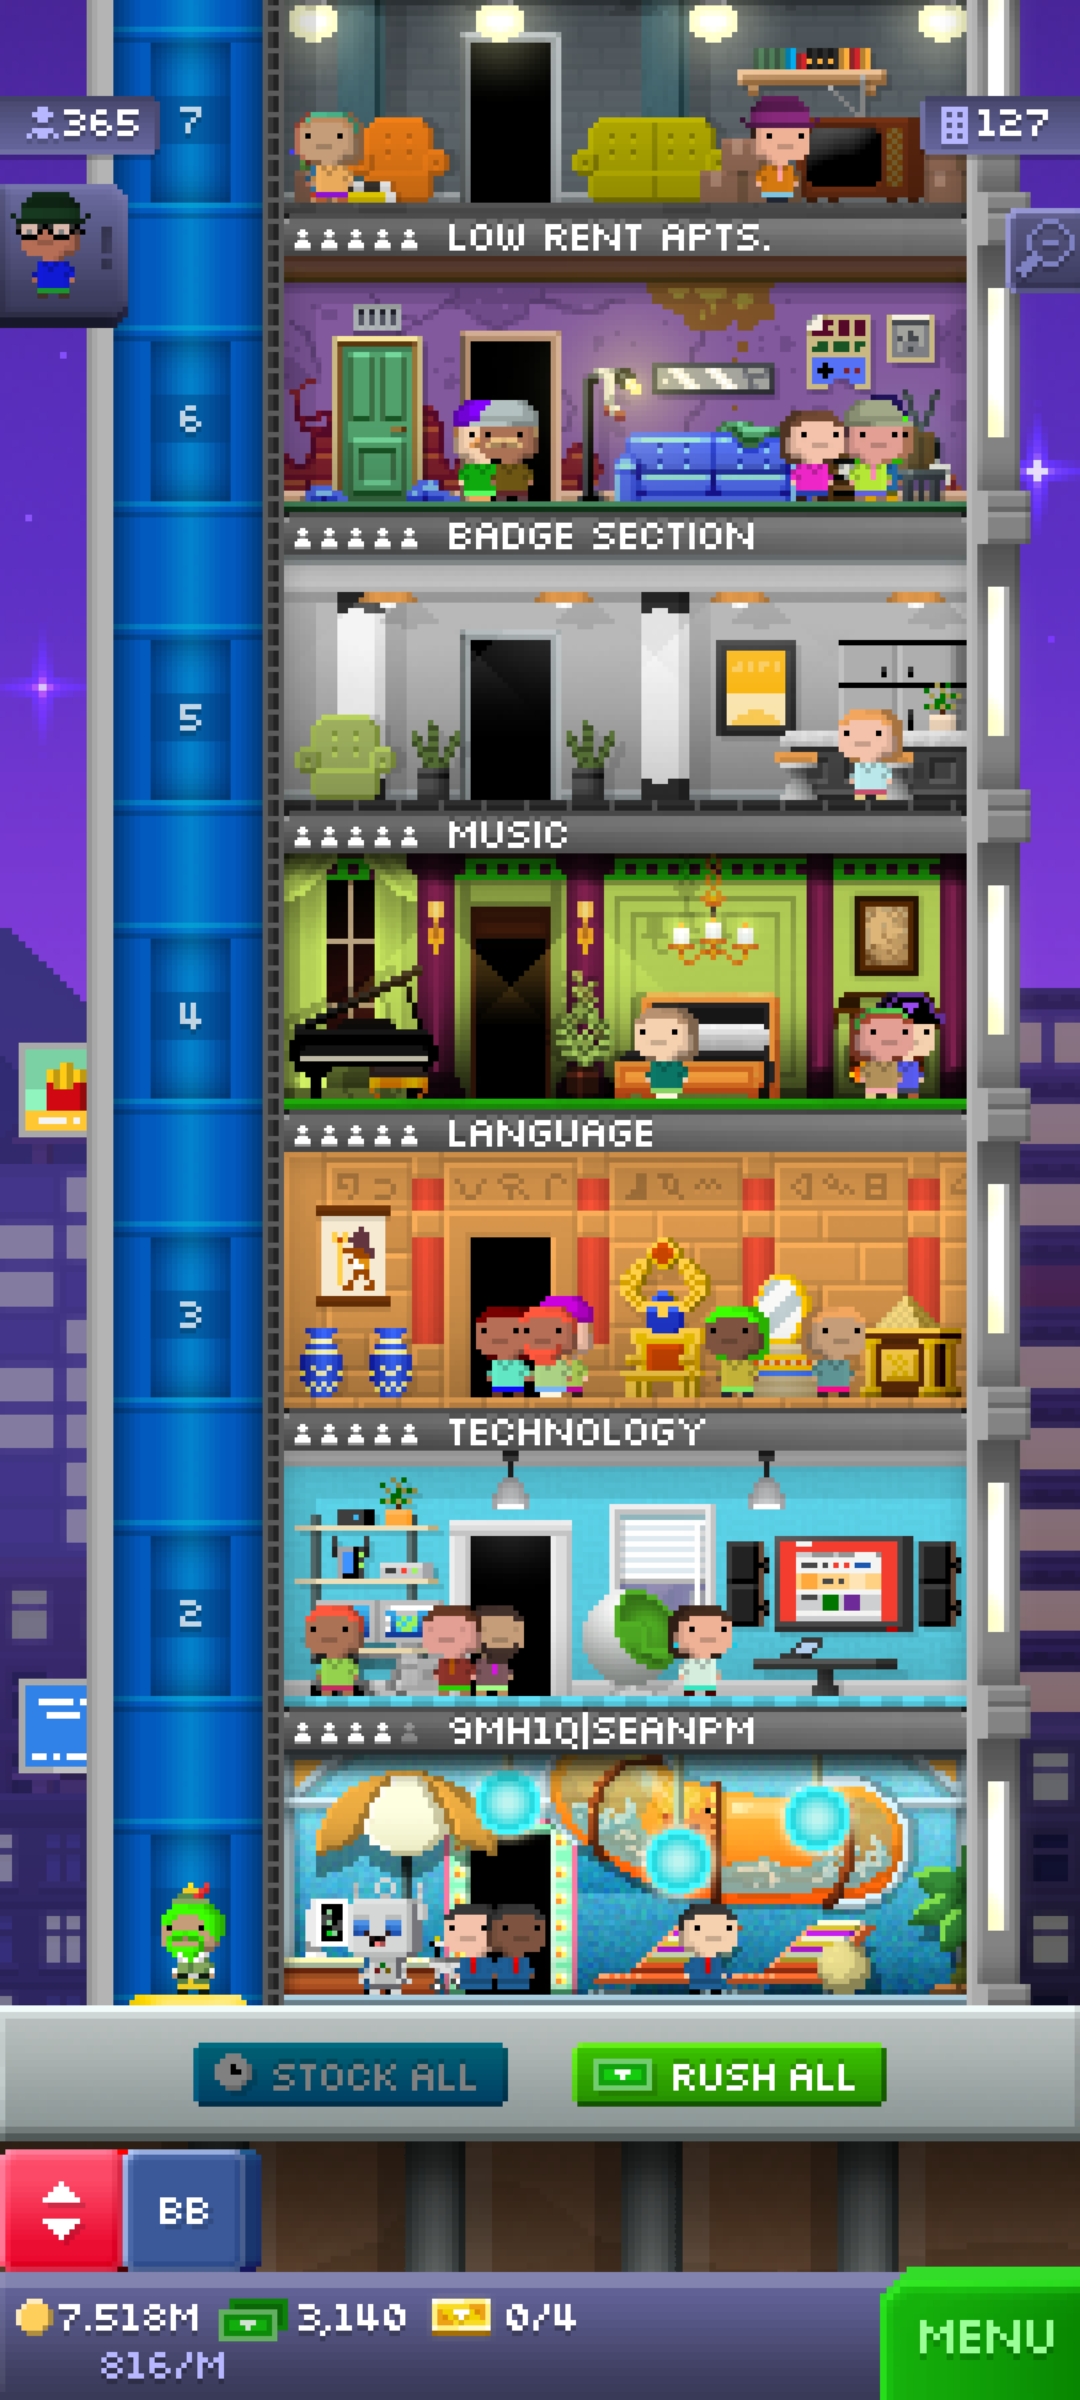 7
365
127
LOW RENT APTS.
6
BADGE SECTION
5
MUSIC
4
LANGUAGE
3
TECHNOLOGY
2
9MH1Q|SEANPM
STOCK ALL
RUSH ALL
BB
7.518M
3,140
0/4
816/M
MENU